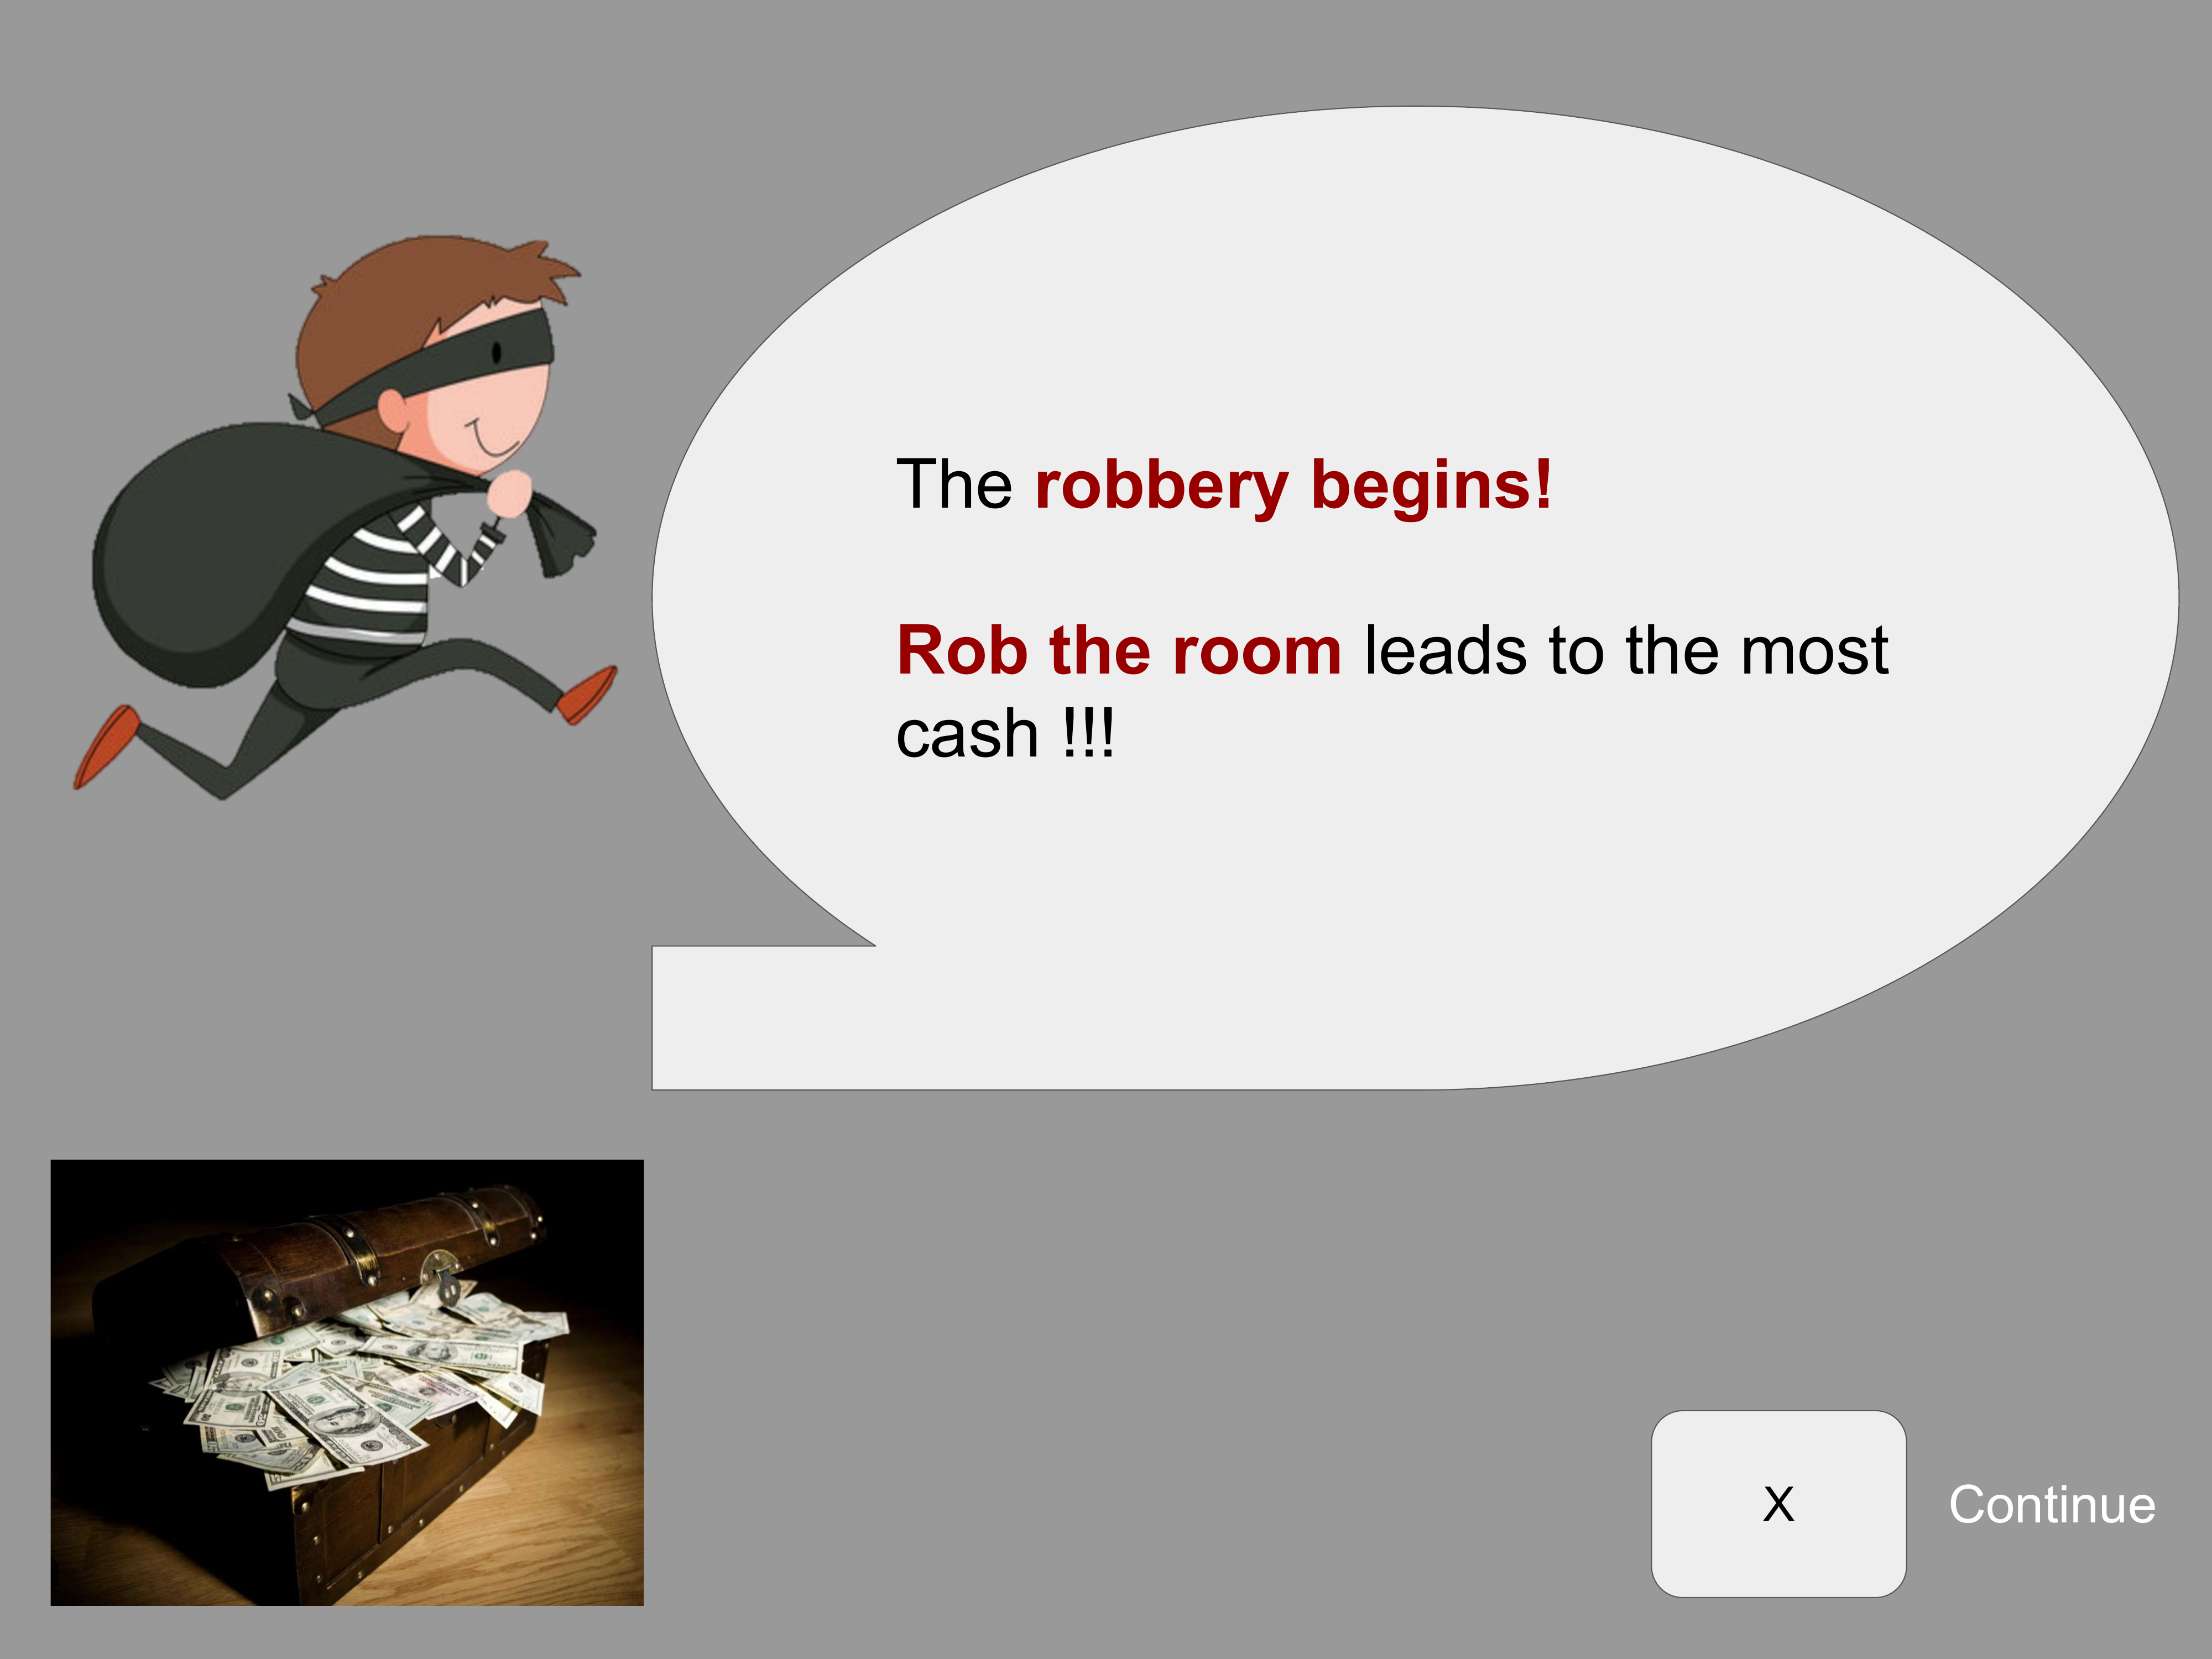 The robbery begins!
Rob the room leads to the most
cash !!!
X
Continue